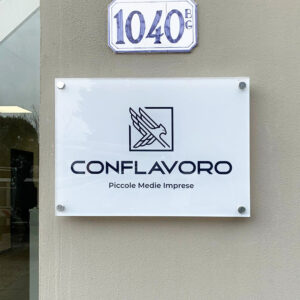 1040 B
G
CONFLAVORO
Piccole Medie Imprese